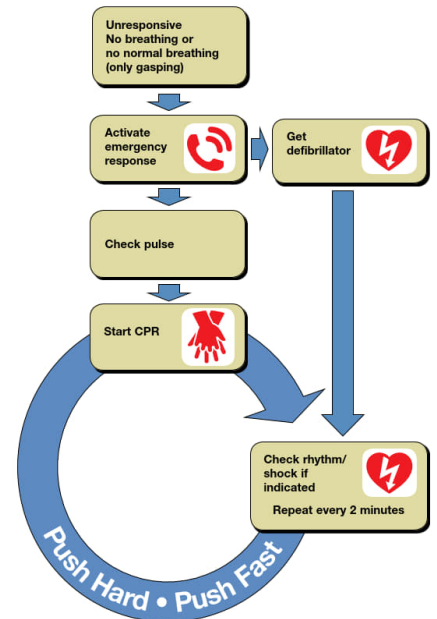 Unresponsive
No breathing or
no normal breathing
(only gasping)
Activate
emergency
response
Get
defibrillator
Check pulse
Start CPR
Check rhythm/
shock if
indicated
Repeat every 2 minutes
Push Hard • Push Fast